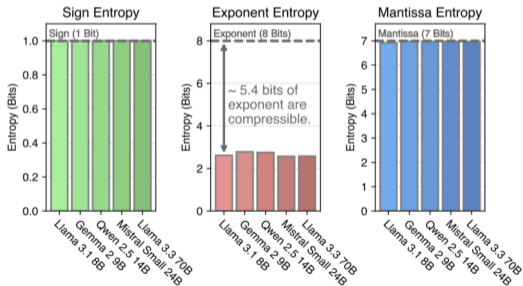 Sign Entropy
Entropy (Bits)
1.0
0.8
0.6
0.4
0.2
0.0
Sign (1 Bit)
Llama 3.1 8B
Gemma 2 9B
Qwen 2.5 14B
Mistral Small 24B
Llama 3.3 70B
Exponent Entropy
Entropy (Bits)
8
6
4
2
0
Exponent (8 Bits)
~ 5.4 bits of
exponent are
compressible.
Llama 3.1 8B
Gemma 2 9B
Qwen 2.5 14B
Mistral Small 24B
Llama 3.3 70B
Mantissa Entropy
Entropy (Bits)
7
6
5
4
3
2
1
0
Mantissa (7 Bits)
Llama 3.1 8B
Gemma 2 9B
Qwen 2.5 14B
Mistral Small 24B
Llama 3.3 70B